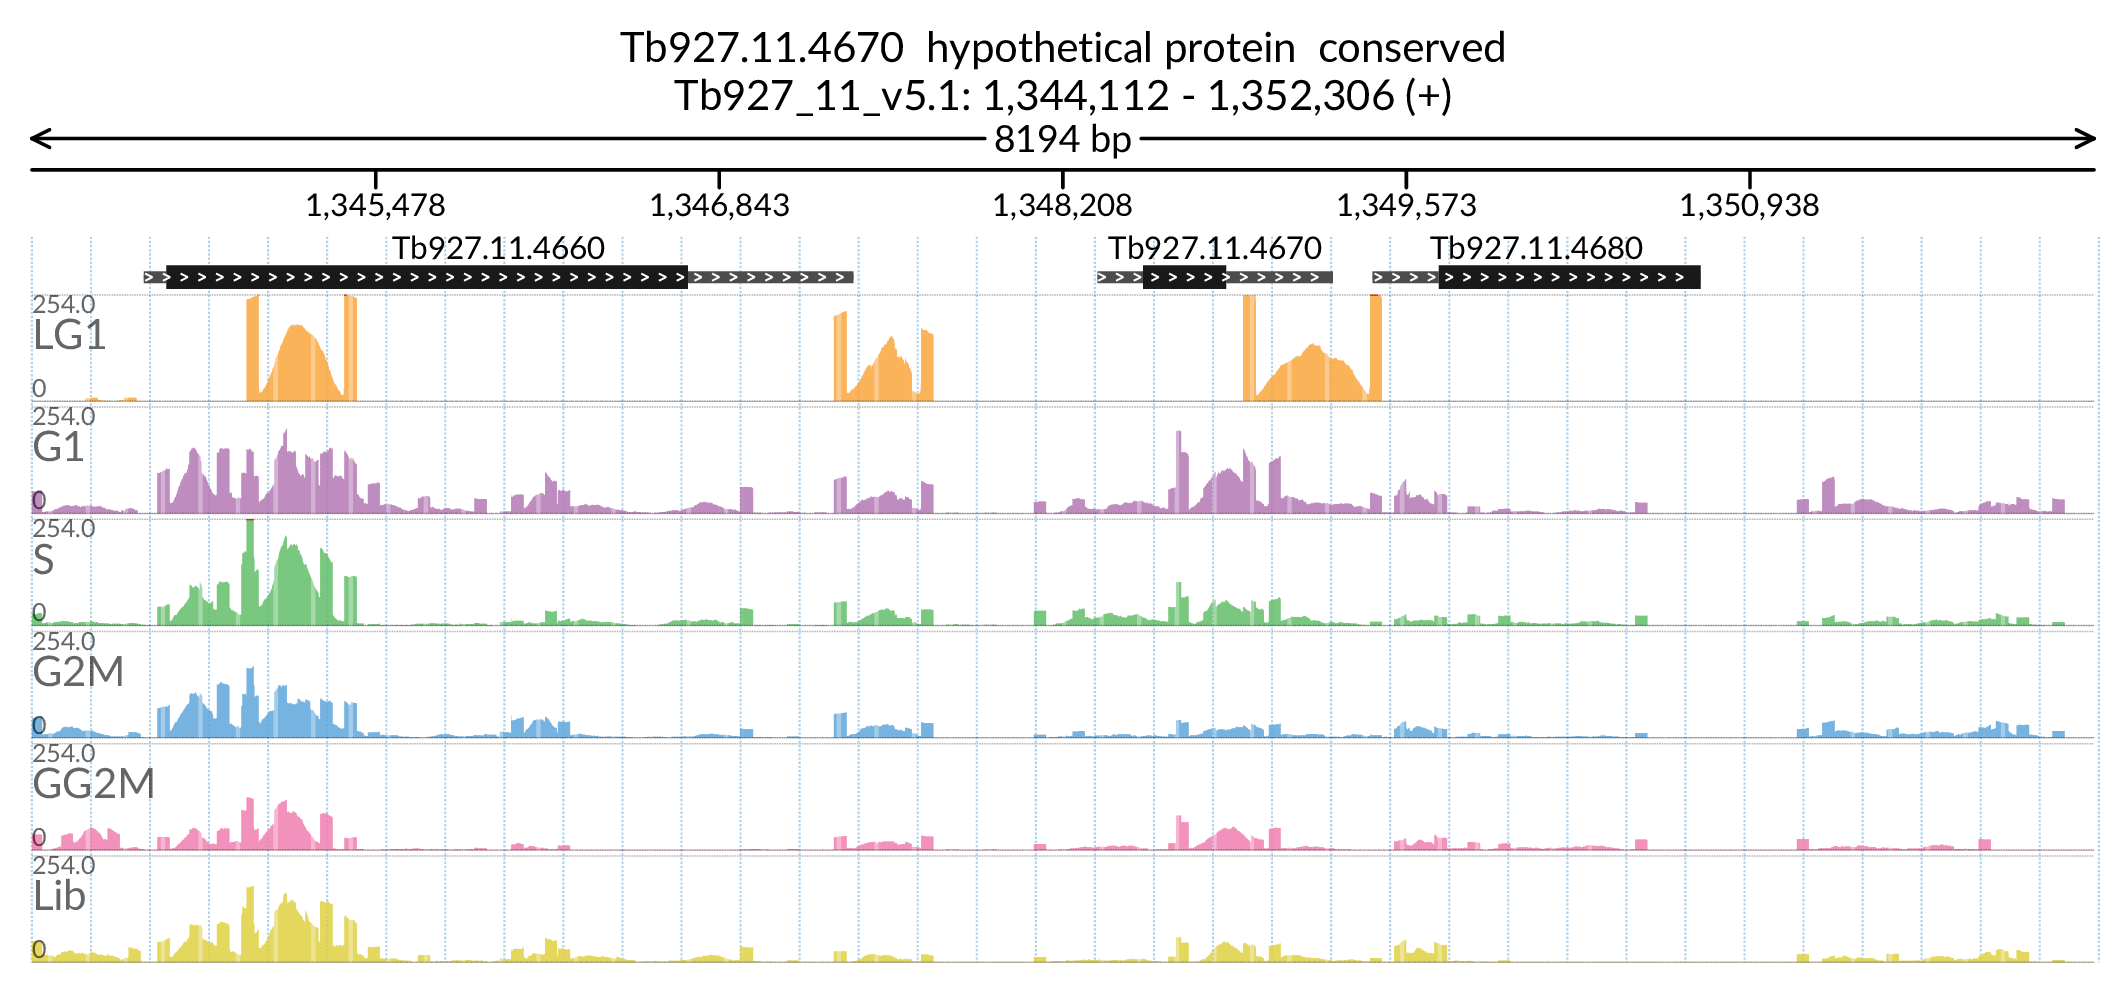 Tb927.11.4670 hypothetical protein conserved
Tb927_11_v5.1: 1,344,112 - 1,352,306 (+)
8194 bp
1,345,478 1,346,843 1,348,208 1,349,573 1,350,938
Tb927.11.4660 Tb927.11.4670 Tb927.11.4680
254.0
LG1
0
254.0
G1
0
254.0
S
0
254.0
G2M
0
254.0
GG2M
0
254.0
Lib
0